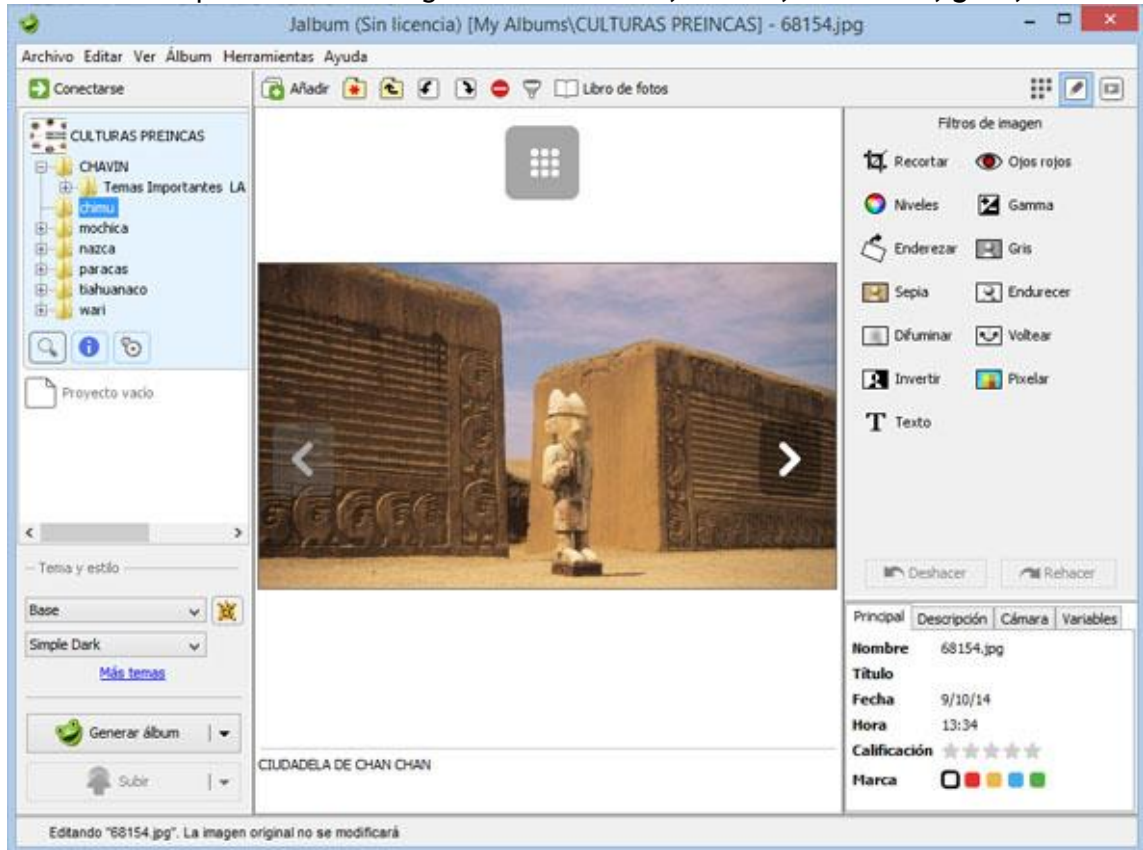 Jalbum (Sin licencia) [My Albums\CULTURAS PREINCAS] - 68154.jpg
Archivo Editar Ver Álbum Herramientas Ayuda
Conectarse
Añadir
Libro de fotos
CULTURAS PREINCAS
CHAVIN
Temas Importantes LA
chimu
mochica
nazca
paracas
tiahuanaco
wari
Proyecto vacío
Tema y estilo
Base
Simple Dark
Más temas
Generar álbum
Subir
CIUDADELA DE CHAN CHAN
Filtros de imagen
Recortar Ojos rojos
Niveles Gamma
Enderezar Gris
Sepia Endurecer
Difuminar Voltear
Invertir Pixelar
T Texto
Deshacer Rehacer
Principal Descripción Cámara Variables
Nombre 68154.jpg
Título
Fecha 9/10/14
Hora 13:34
Calificación
Marca
Editando "68154.jpg". La imagen original no se modificará